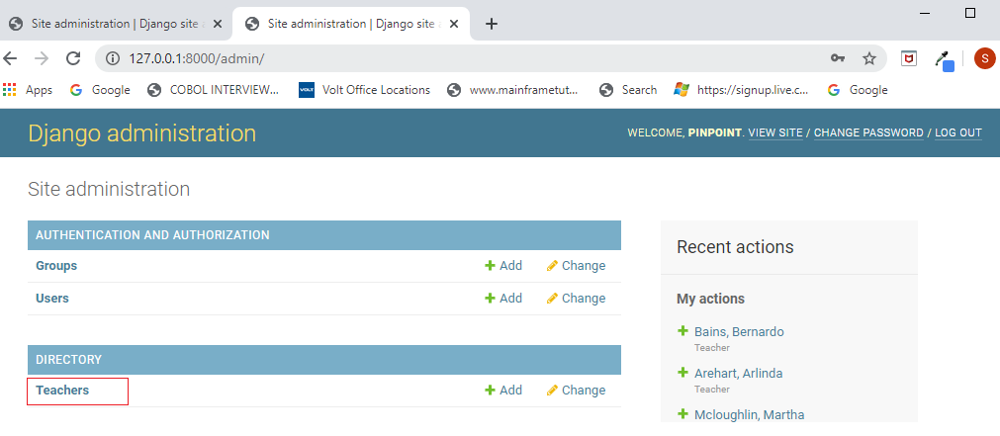 Site administration | Django site
Site administration | Django site
127.0.0.1:8000/admin/
S
Apps
Google
COBOL INTERVIEW...
VOLT
Volt Office Locations
www.mainframetut...
Search
https://signup.live.c...
Google
Django administration
WELCOME, PINPOINT. VIEW SITE / CHANGE PASSWORD / LOG OUT
Site administration
AUTHENTICATION AND AUTHORIZATION
Groups Add Change
Users Add Change
DIRECTORY
Teachers Add Change
Recent actions
My actions
Bains, Bernardo
Teacher
Arehart, Arlinda
Teacher
Mcloughlin, Martha